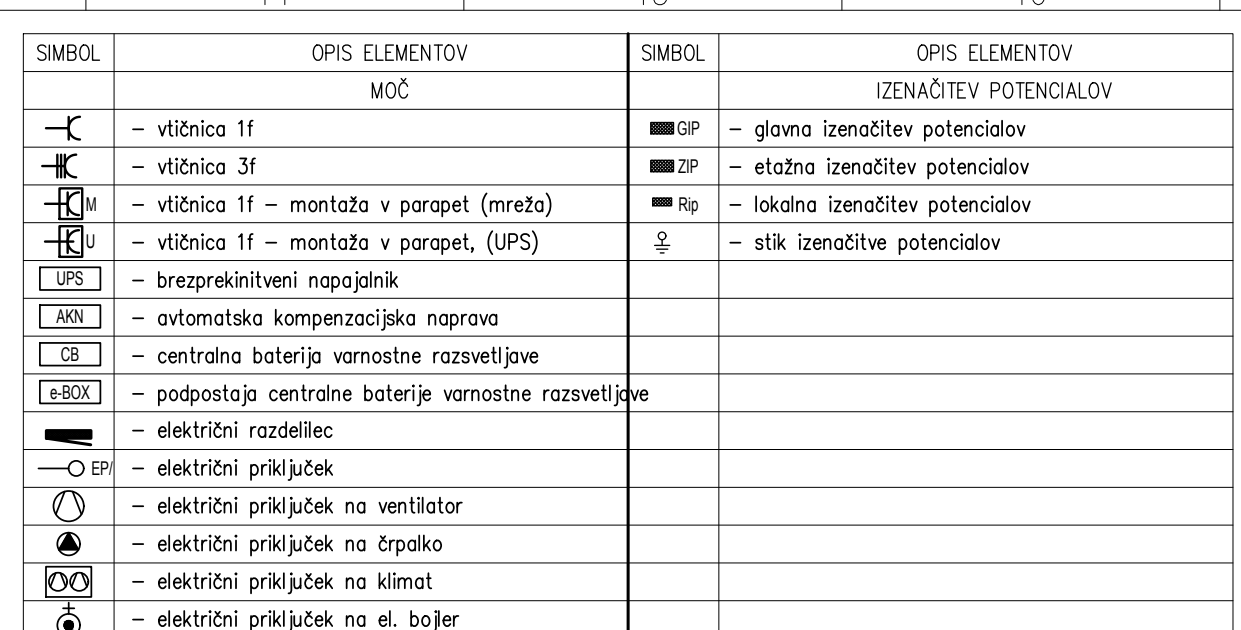 SIMBOL OPIS ELEMENTOV SIMBOL OPIS ELEMENTOV
MOČ IZENAČITEV POTENCIALOV
– vtičnica 1f GIP – glavna izenačitev potencialov
– vtičnica 3f ZIP – etažna izenačitev potencialov
M – vtičnica 1f – montaža v parapet (mreža) Rip – lokalna izenačitev potencialov
U – vtičnica 1f – montaža v parapet, (UPS) – stik izenačitve potencialov
UPS – brezprekinitveni napajalnik
AKN – avtomatska kompenzacijska naprava
CB – centralna baterija varnostne razsvetljave
e-BOX – podpostaja centralne baterije varnostne razsvetljave
– električni razdelilec
EP/ – električni priključek
– električni priključek na ventilator
– električni priključek na črpalko
– električni priključek na klimat
– električni priključek na el. bojler